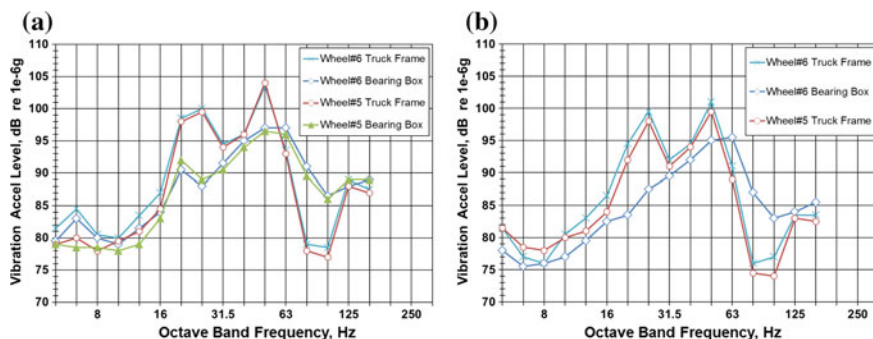 (a)
110
105
100
95
90
85
80
75
70
Vibration Accel Level, dB re 1e-6g
Wheel#6 Truck Frame
Wheel#6 Bearing Box
Wheel#5 Truck Frame
Wheel#5 Bearing Box
8 16 31.5 63 125 250
Octave Band Frequency, Hz
(b)
110
105
100
95
90
85
80
75
70
Vibration Accel Level, dB re 1e-6g
Wheel#6 Truck Frame
Wheel#6 Bearing Box
Wheel#5 Truck Frame
8 16 31.5 63 125 250
Octave Band Frequency, Hz